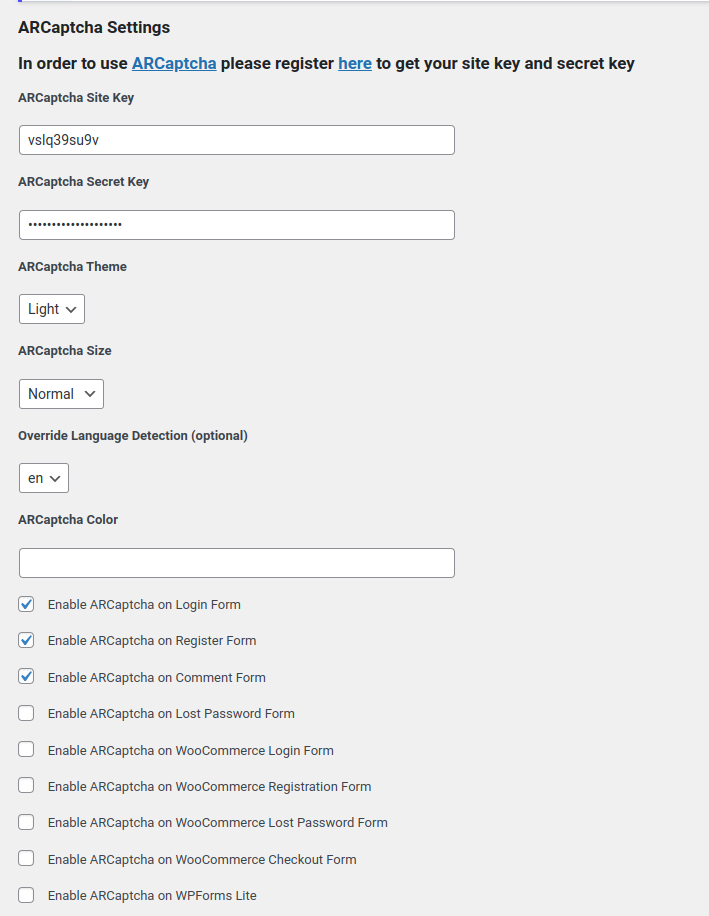 ARCaptcha Settings
In order to use ARCaptcha please register here to get your site key and secret key
ARCaptcha Site Key
vslq39su9v
ARCaptcha Secret Key
••••••••••••••••••••
ARCaptcha Theme
Light
ARCaptcha Size
Normal
Override Language Detection (optional)
en
ARCaptcha Color
Enable ARCaptcha on Login Form
Enable ARCaptcha on Register Form
Enable ARCaptcha on Comment Form
Enable ARCaptcha on Lost Password Form
Enable ARCaptcha on WooCommerce Login Form
Enable ARCaptcha on WooCommerce Registration Form
Enable ARCaptcha on WooCommerce Lost Password Form
Enable ARCaptcha on WooCommerce Checkout Form
Enable ARCaptcha on WPForms Lite